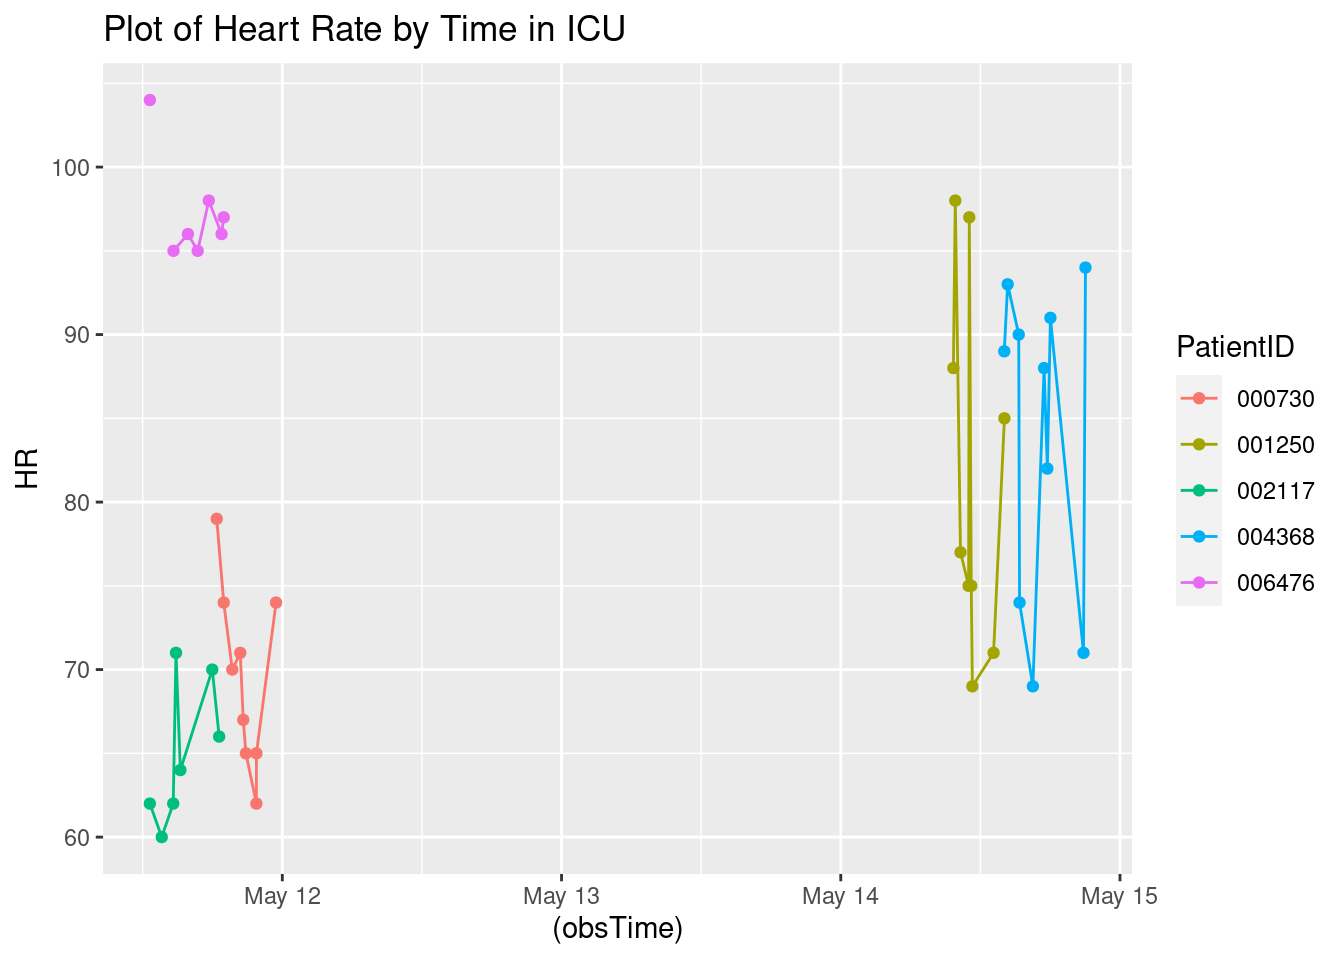 Plot of Heart Rate by Time in ICU
HR
100
90
80
70
60
May 12
May 13
May 14
May 15
(obsTime)
PatientID
000730
001250
002117
004368
006476